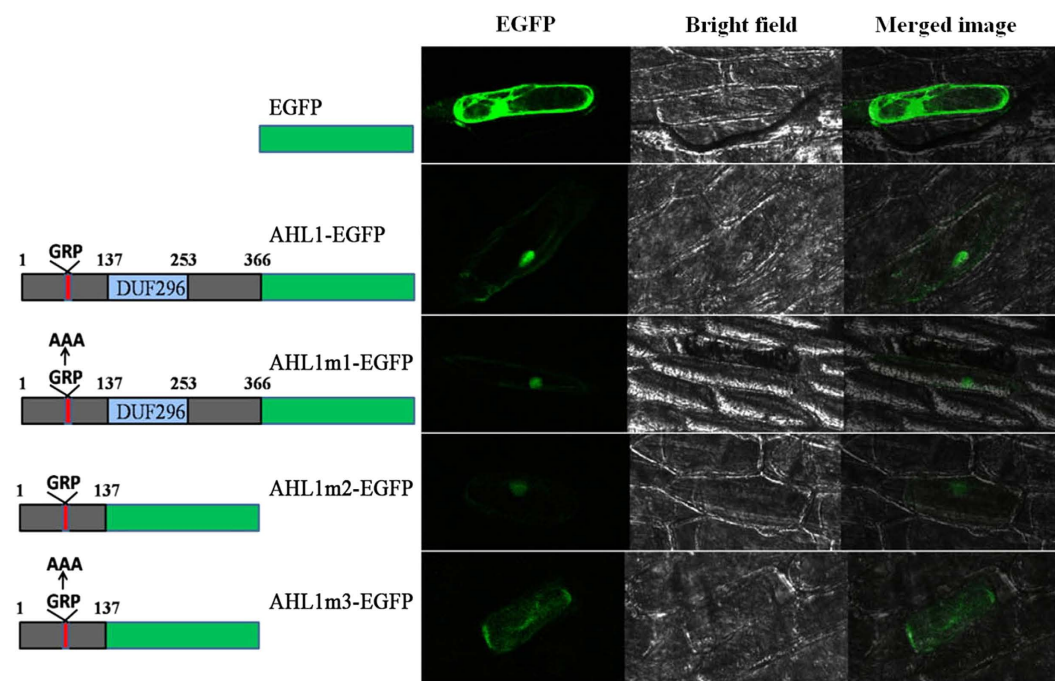 EGFP Bright field Merged image
EGFP
AHL1-EGFP
GRP
1 137 253 366
DUF296
AAA
AHL1m1-EGFP
GRP
1 137 253 366
DUF296
AHL1m2-EGFP
GRP
1 137
AAA
AHL1m3-EGFP
GRP
1 137